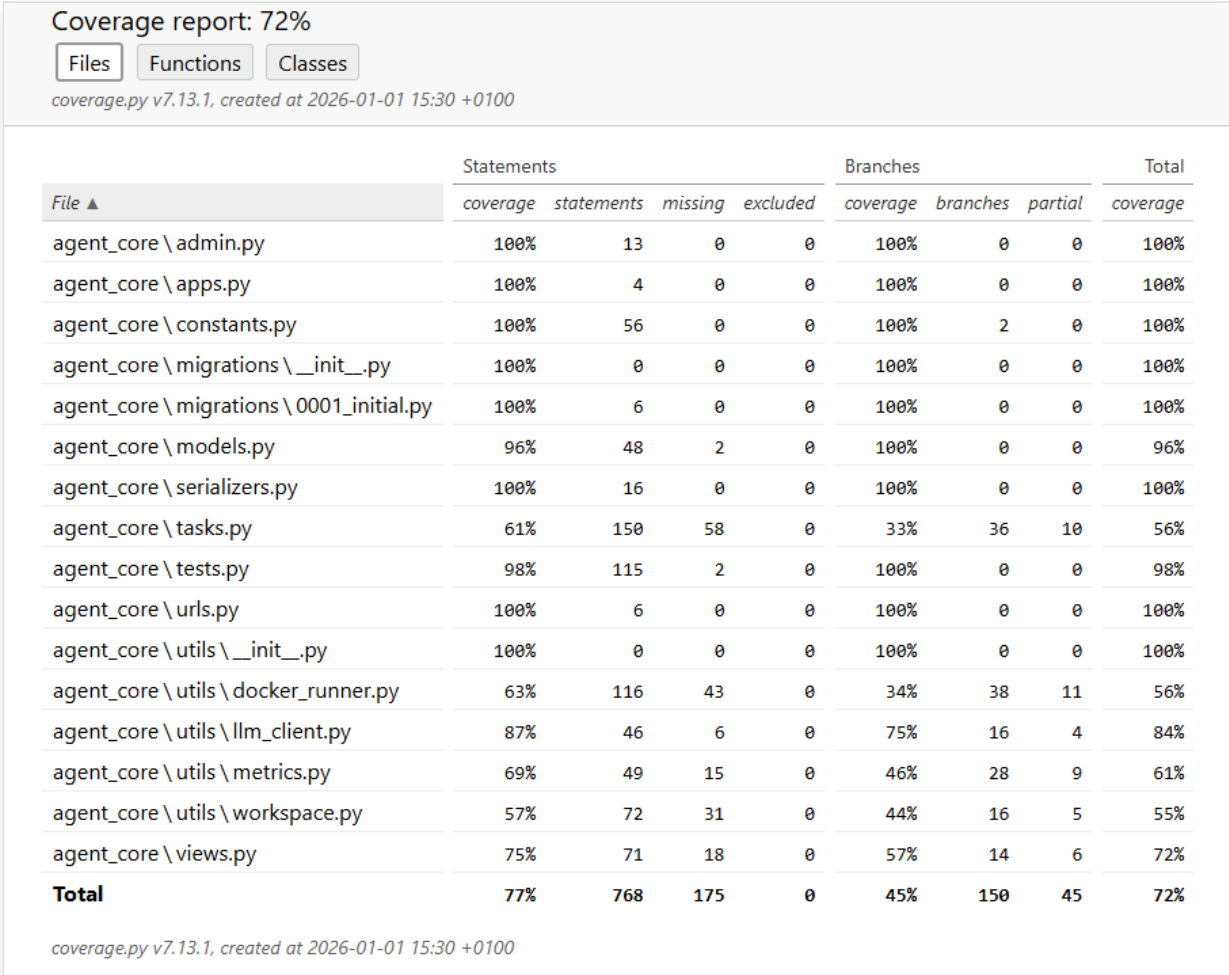 Coverage report: 72%
Files Functions Classes
coverage.py v7.13.1, created at 2026-01-01 15:30 +0100
Statements Branches Total
File ▲ coverage statements missing excluded coverage branches partial coverage
agent_core \ admin.py 100% 13 0 0 100% 0 0 100%
agent_core \ apps.py 100% 4 0 0 100% 0 0 100%
agent_core \ constants.py 100% 56 0 0 100% 2 0 100%
agent_core \ migrations \ __init__.py 100% 0 0 0 100% 0 0 100%
agent_core \ migrations \ 0001_initial.py 100% 6 0 0 100% 0 0 100%
agent_core \ models.py 96% 48 2 0 100% 0 0 96%
agent_core \ serializers.py 100% 16 0 0 100% 0 0 100%
agent_core \ tasks.py 61% 150 58 0 33% 36 10 56%
agent_core \ tests.py 98% 115 2 0 100% 0 0 98%
agent_core \ urls.py 100% 6 0 0 100% 0 0 100%
agent_core \ utils \ __init__.py 100% 0 0 0 100% 0 0 100%
agent_core \ utils \ docker_runner.py 63% 116 43 0 34% 38 11 56%
agent_core \ utils \ llm_client.py 87% 46 6 0 75% 16 4 84%
agent_core \ utils \ metrics.py 69% 49 15 0 46% 28 9 61%
agent_core \ utils \ workspace.py 57% 72 31 0 44% 16 5 55%
agent_core \ views.py 75% 71 18 0 57% 14 6 72%
Total 77% 768 175 0 45% 150 45 72%
coverage.py v7.13.1, created at 2026-01-01 15:30 +0100